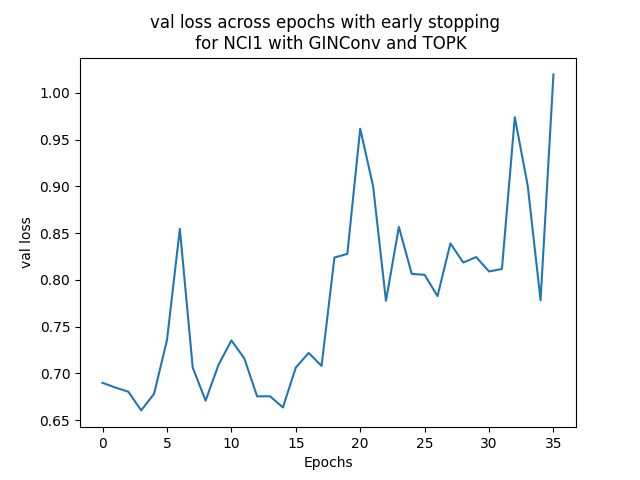 val loss across epochs with early stopping
for NCI1 with GINConv and TOPK
1.00
0.95
0.90
0.85
0.80
0.75
0.70
0.65
val loss
0 5 10 15 20 25 30 35
Epochs